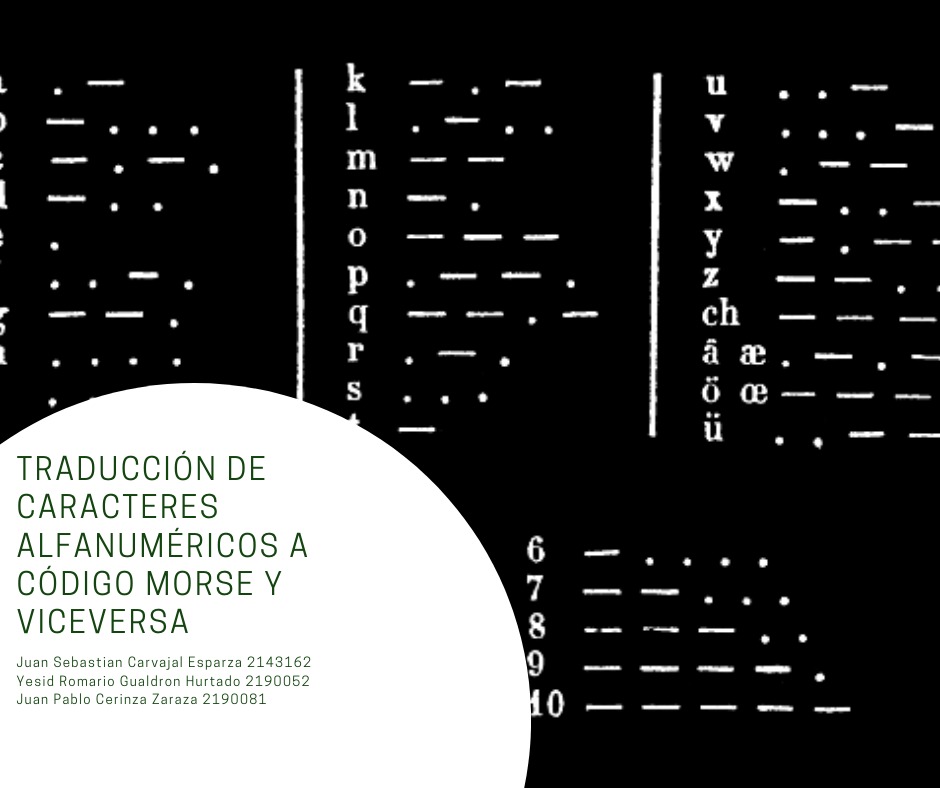 . —
— . . .
— . — .
— . .
.
. . — .
— — .
. . . .
k — . —
l . — . .
m — —
n — .
o — — —
p . — — .
q — — . —
r . — .
s . . .
—
u . . —
v . . . —
w . — —
x — . . —
y — . — —
z — — . .
ch — — —
â æ . — . —
ö œ — — —
ü . . — —
6 — . . . .
7 — — . . .
8 — — — . .
9 — — — — .
10 — — — — —
TRADUCCIÓN DE
CARACTERES
ALFANUMÉRICOS A
CÓDIGO MORSE Y
VICEVERSA
Juan Sebastian Carvajal Esparza 2143162
Yesid Romario Gualdron Hurtado 2190052
Juan Pablo Cerinza Zaraza 2190081